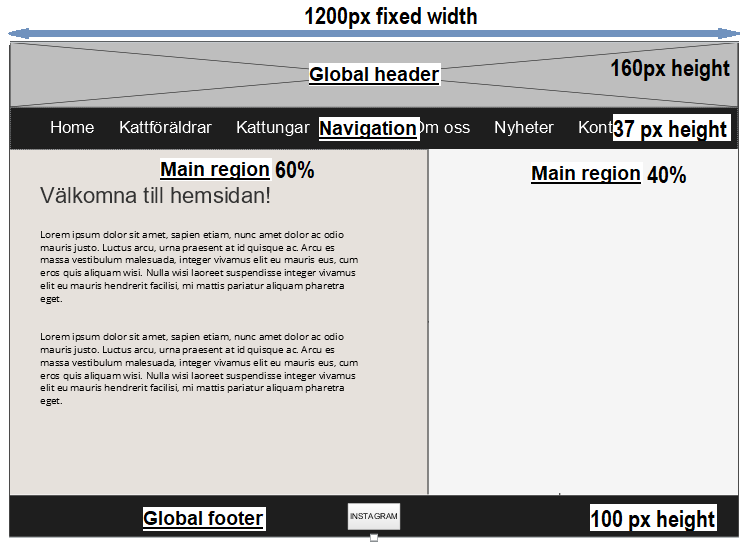 1200px fixed width
Global header
160px height
Home Kattföräldrar Kattungar Navigation Om oss Nyheter Kont 37 px height
Main region 60%
Main region 40%
Välkomna till hemsidan!
Lorem ipsum dolor sit amet, sapien etiam, nunc amet dolor ac odio
mauris justo. Luctus arcu, urna praesent at id quisque ac. Arcu es
massa vestibulum malesuada, integer vivamus elit eu mauris eus, cum
eros quis aliquam wisi. Nulla wisi laoreet suspendisse integer vivamus
elit eu mauris hendrerit facilisi, mi mattis pariatur aliquam pharetra
eget.
Lorem ipsum dolor sit amet, sapien etiam, nunc amet dolor ac odio
mauris justo. Luctus arcu, urna praesent at id quisque ac. Arcu es
massa vestibulum malesuada, integer vivamus elit eu mauris eus, cum
eros quis aliquam wisi. Nulla wisi laoreet suspendisse integer vivamus
elit eu mauris hendrerit facilisi, mi mattis pariatur aliquam pharetra
eget.
Global footer
INSTAGRAM
100 px height